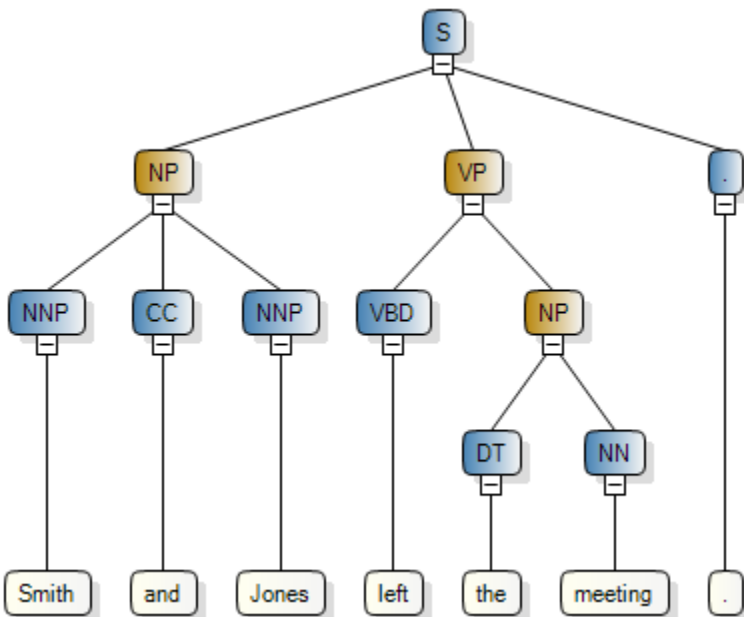 S
NP VP .
NNP CC NNP VBD NP
DT NN
Smith and Jones left the meeting .